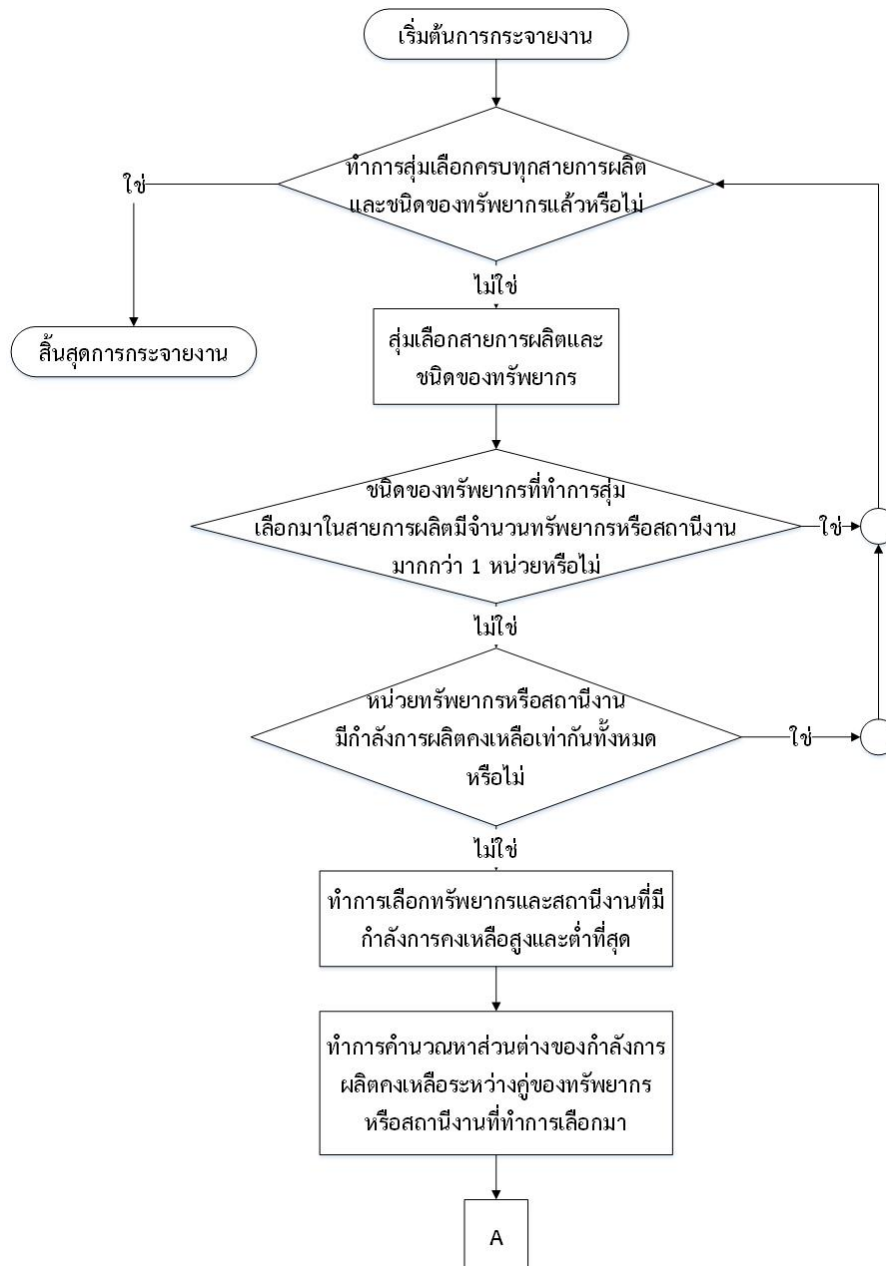 เริ่มต้นการกระจายงาน
ทำการสุ่มเลือกครบทุกสายการผลิต
และชนิดของทรัพยากรแล้วหรือไม่
ใช่
ไม่ใช่
สิ้นสุดการกระจายงาน
สุ่มเลือกสายการผลิตและ
ชนิดของทรัพยากร
ชนิดของทรัพยากรที่ทำการสุ่ม
เลือกมาในสายการผลิตมีจำนวนทรัพยากรหรือสถานีงาน
มากกว่า 1 หน่วยหรือไม่
ใช่
ไม่ใช่
หน่วยทรัพยากรหรือสถานีงาน
มีกำลังการผลิตคงเหลือเท่ากันทั้งหมด
หรือไม่
ใช่
ไม่ใช่
ทำการเลือกทรัพยากรและสถานีงานที่มี
กำลังการคงเหลือสูงและต่ำที่สุด
ทำการคำนวณหาส่วนต่างของกำลังการ
ผลิตคงเหลือระหว่างคู่ของทรัพยากร
หรือสถานีงานที่ทำการเลือกมา
A